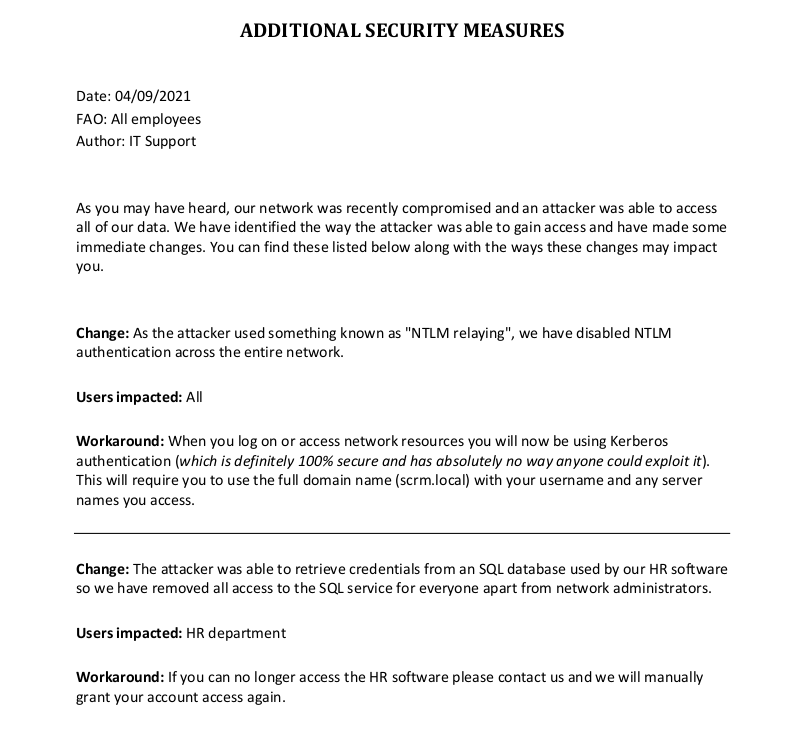 ADDITIONAL SECURITY MEASURES
Date: 04/09/2021
FAO: All employees
Author: IT Support
As you may have heard, our network was recently compromised and an attacker was able to access
all of our data. We have identified the way the attacker was able to gain access and have made some
immediate changes. You can find these listed below along with the ways these changes may impact
you.
Change: As the attacker used something known as "NTLM relaying", we have disabled NTLM
authentication across the entire network.
Users impacted: All
Workaround: When you log on or access network resources you will now be using Kerberos
authentication (which is definitely 100% secure and has absolutely no way anyone could exploit it).
This will require you to use the full domain name (scrm.local) with your username and any server
names you access.
Change: The attacker was able to retrieve credentials from an SQL database used by our HR software
so we have removed all access to the SQL service for everyone apart from network administrators.
Users impacted: HR department
Workaround: If you can no longer access the HR software please contact us and we will manually
grant your account access again.